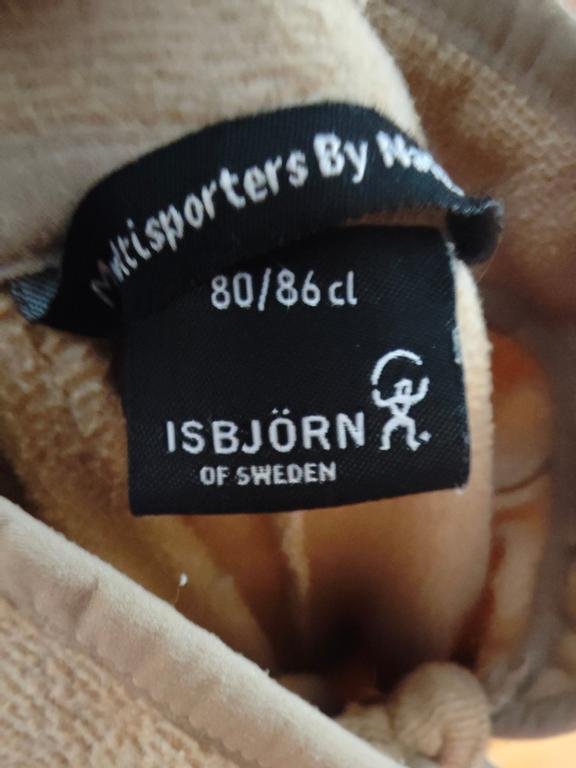 Multisporters By
80/86 cl
ISBJÖRN
OF SWEDEN